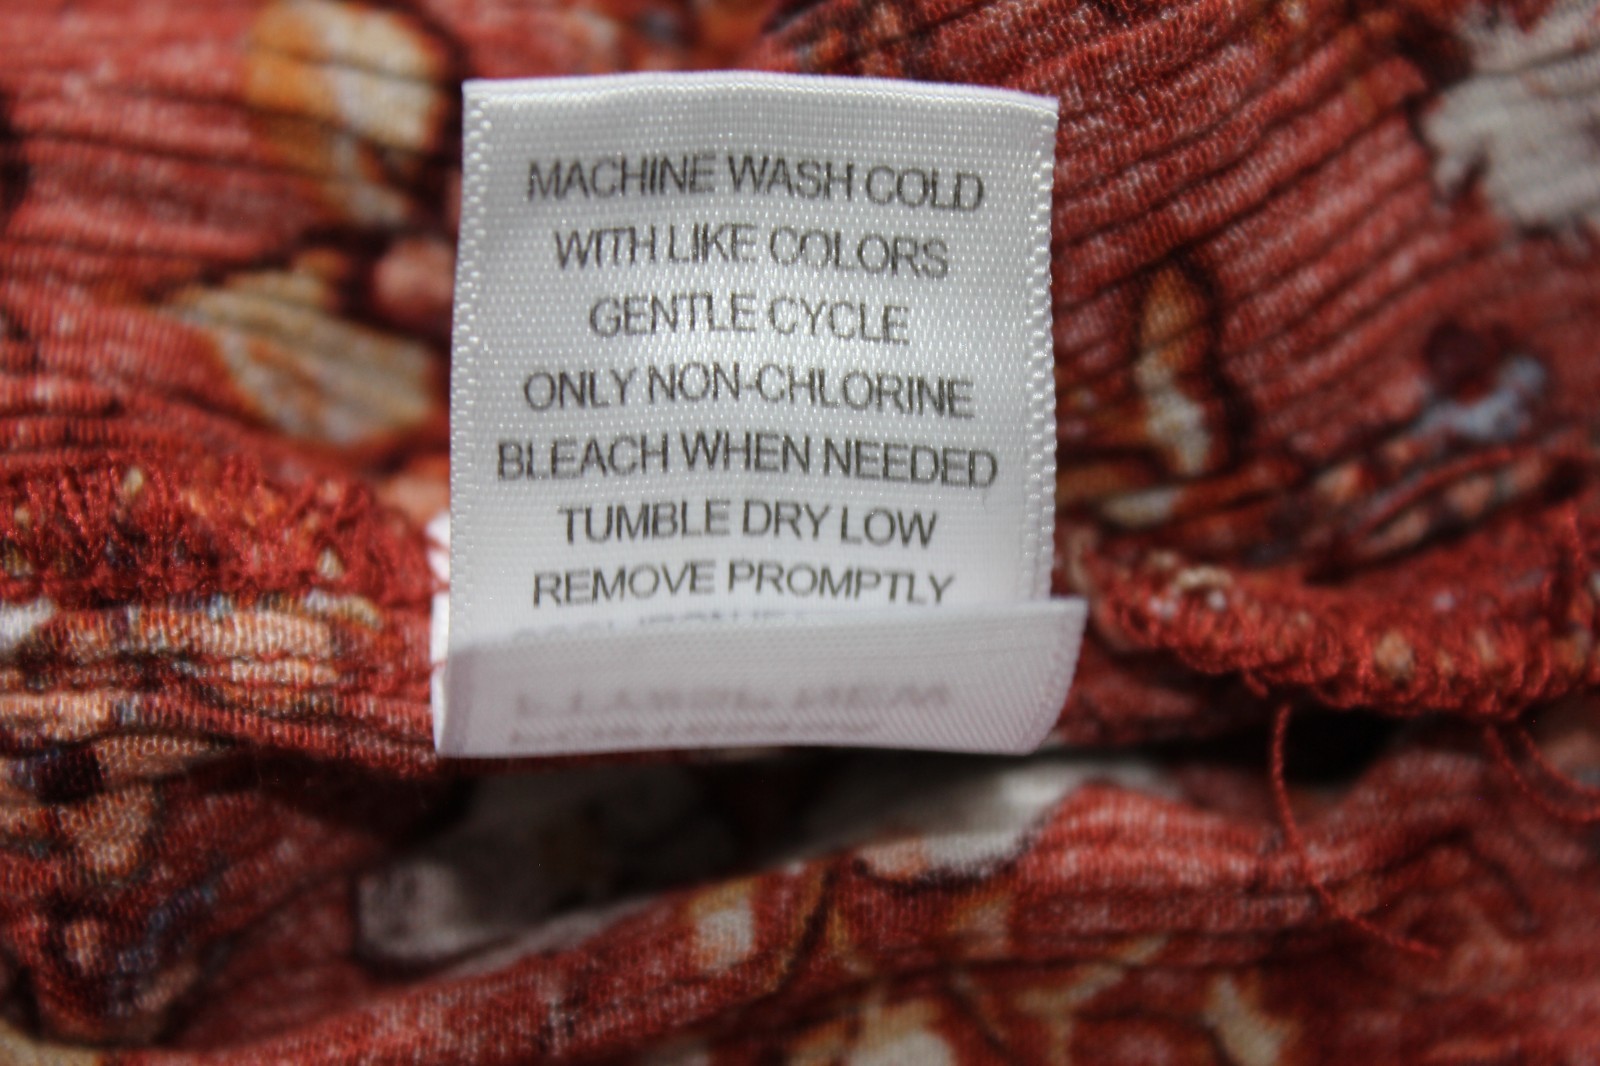 MACHINE WASH COLD
WITH LIKE COLORS
GENTLE CYCLE
ONLY NON-CHLORINE
BLEACH WHEN NEEDED
TUMBLE DRY LOW
REMOVE PROMPTLY